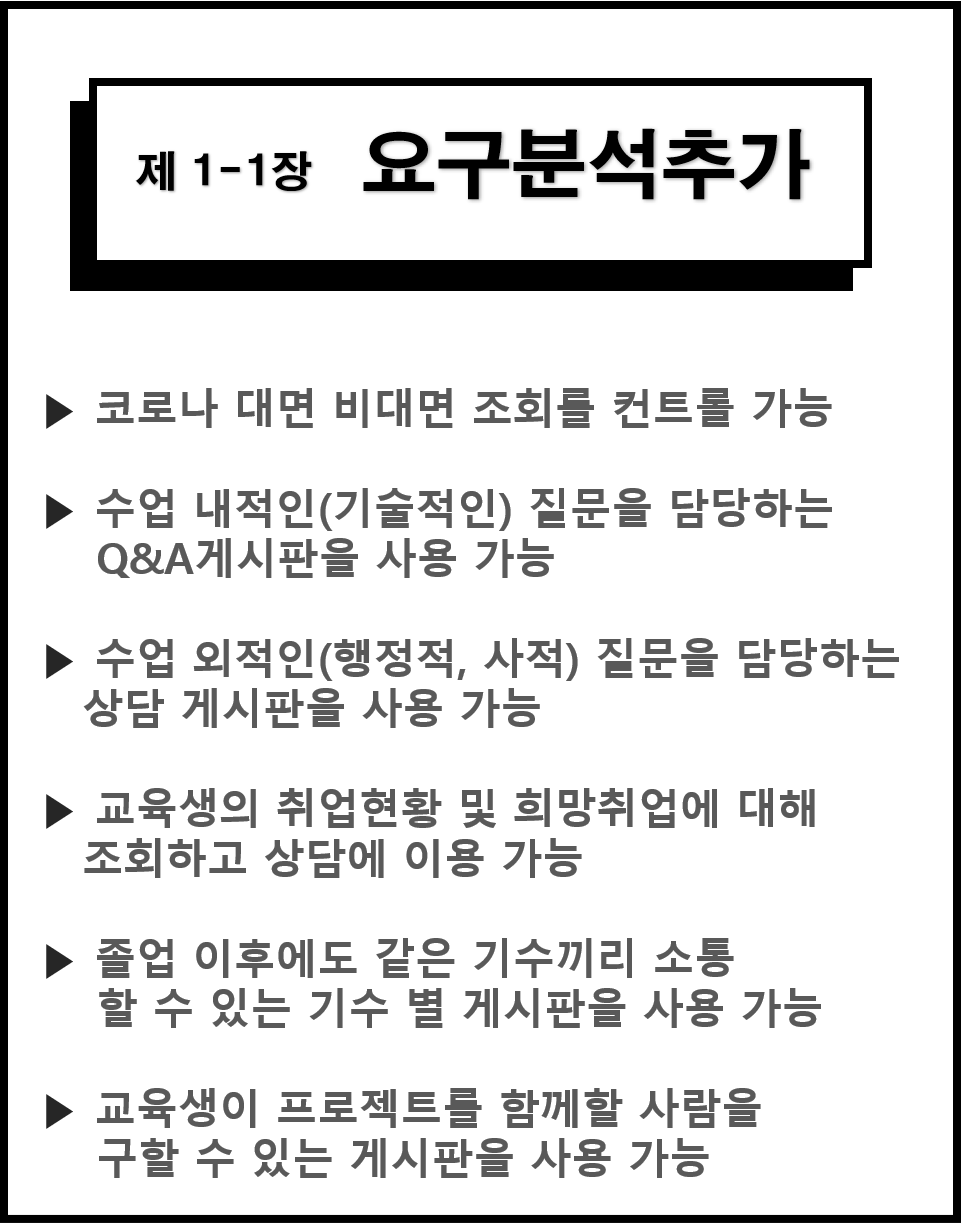 제 1-1장 요구분석추가
▶ 코로나 대면 비대면 조회를 컨트롤 가능
▶ 수업 내적인(기술적인) 질문을 담당하는
Q&A게시판을 사용 가능
▶ 수업 외적인(행정적, 사적) 질문을 담당하는
상담 게시판을 사용 가능
▶ 교육생의 취업현황 및 희망취업에 대해
조회하고 상담에 이용 가능
▶ 졸업 이후에도 같은 기수끼리 소통
할 수 있는 기수 별 게시판을 사용 가능
▶ 교육생이 프로젝트를 함께할 사람을
구할 수 있는 게시판을 사용 가능